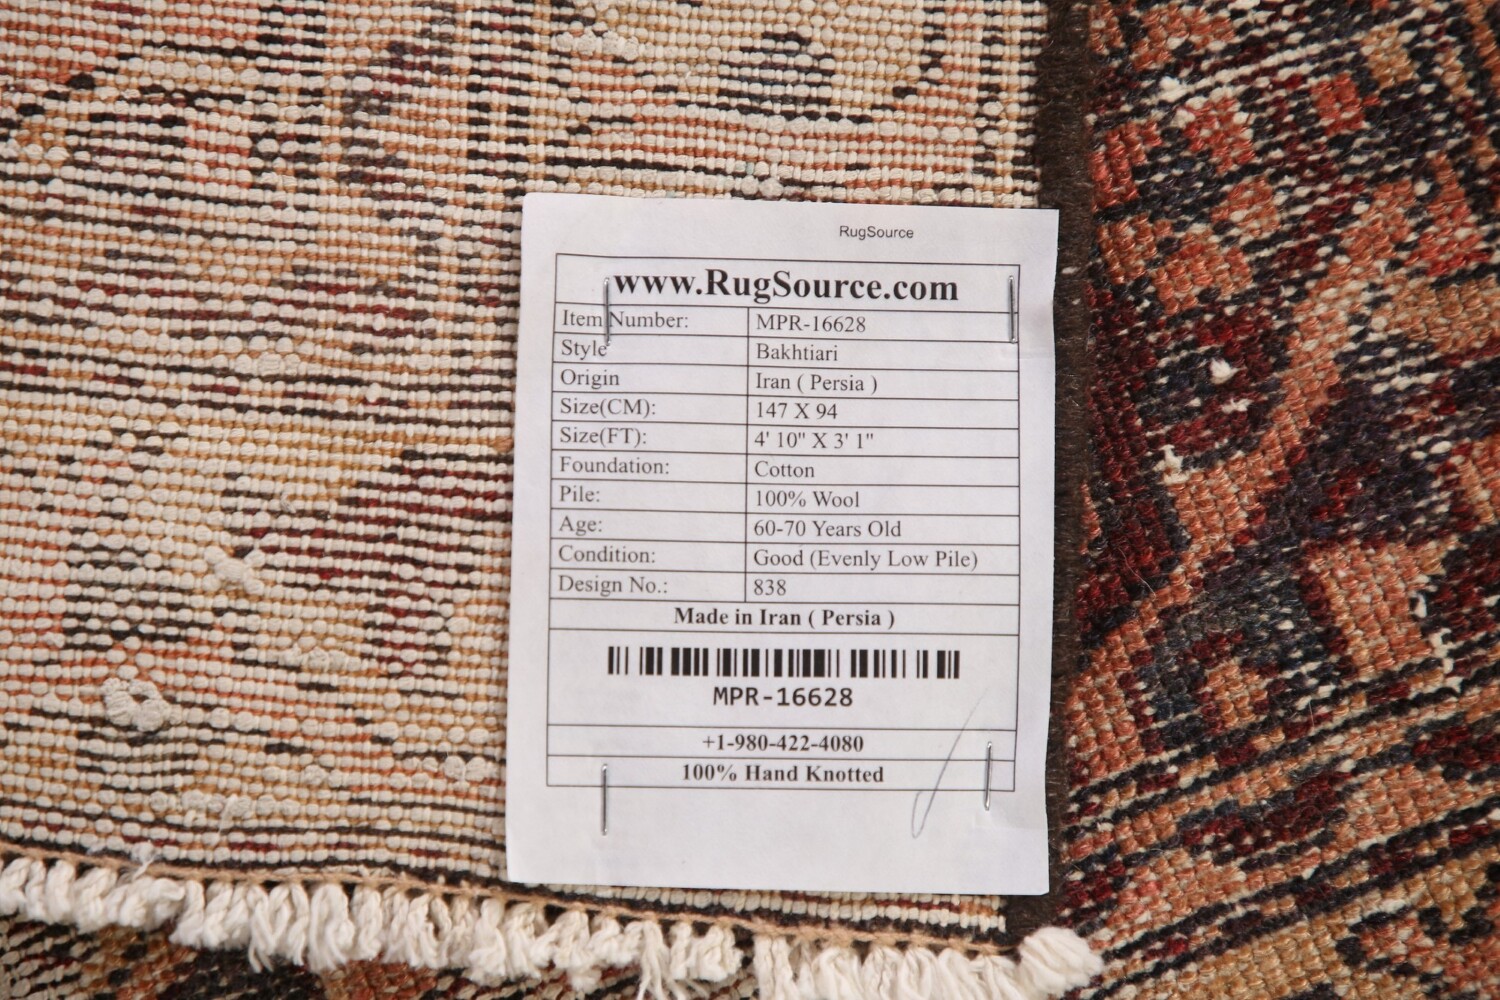 RugSource
www.RugSource.com
Item Number: MPR-16628
Style Bakhtiari
Origin Iran ( Persia )
Size(CM): 147 X 94
Size(FT): 4' 10" X 3' 1"
Foundation: Cotton
Pile: 100% Wool
Age: 60-70 Years Old
Condition: Good (Evenly Low Pile)
Design No.: 838
Made in Iran ( Persia )
MPR-16628
+1-980-422-4080
100% Hand Knotted